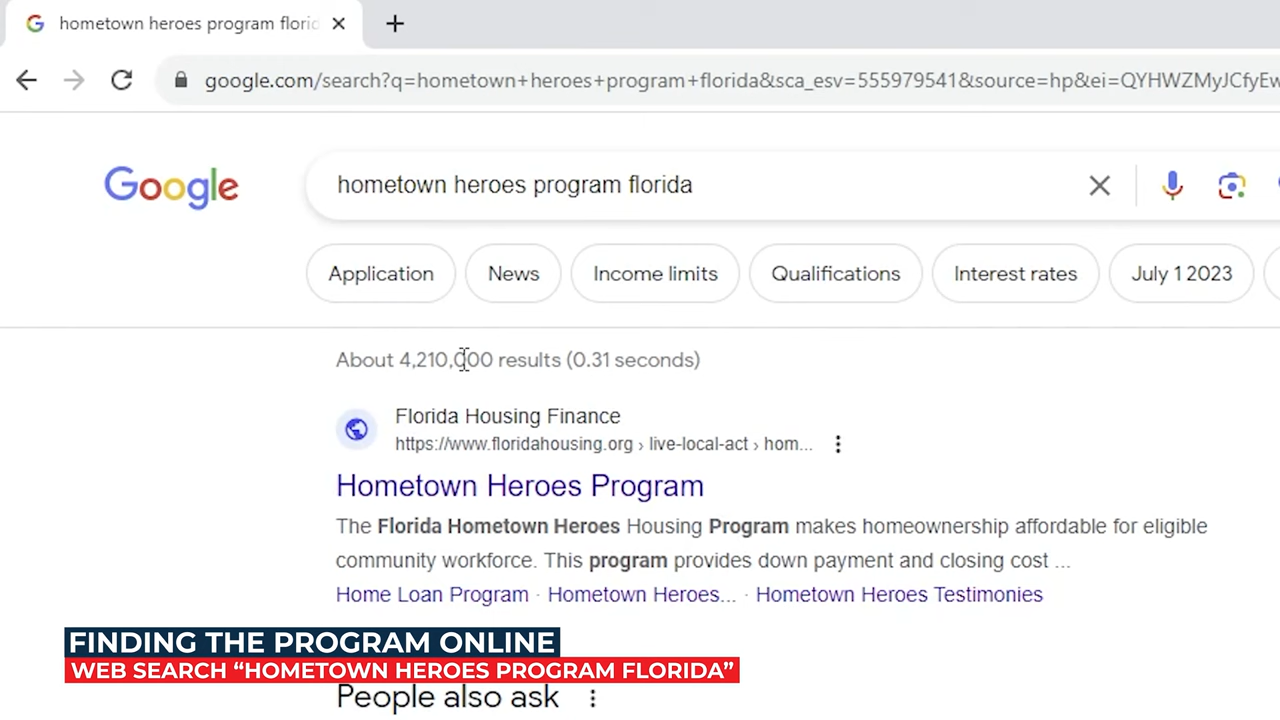 hometown heroes program floric
google.com/search?q=hometown+heroes+program+florida&sca_esv=555979541&source=hp&ei=QYHWZMyJCfyEw
Google
hometown heroes program florida
Application
News
Income limits
Qualifications
Interest rates
July 1 2023
About 4,210,000 results (0.31 seconds)
Florida Housing Finance
https://www.floridahousing.org › live-local-act › hom...
Hometown Heroes Program
The Florida Hometown Heroes Housing Program makes homeownership affordable for eligible
community workforce. This program provides down payment and closing cost ...
Home Loan Program · Hometown Heroes... · Hometown Heroes Testimonies
FINDING THE PROGRAM ONLINE
WEB SEARCH “HOMETOWN HEROES PROGRAM FLORIDA”
People also ask